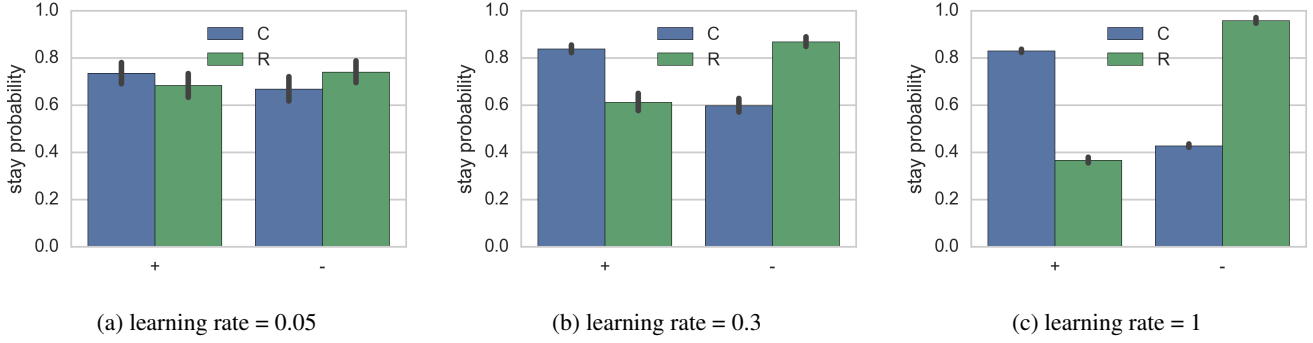 stay probability
1.0
0.8
0.6
0.4
0.2
0.0
C
R
+
-
(a) learning rate = 0.05
stay probability
1.0
0.8
0.6
0.4
0.2
0.0
C
R
+
-
(b) learning rate = 0.3
stay probability
1.0
0.8
0.6
0.4
0.2
0.0
C
R
+
-
(c) learning rate = 1